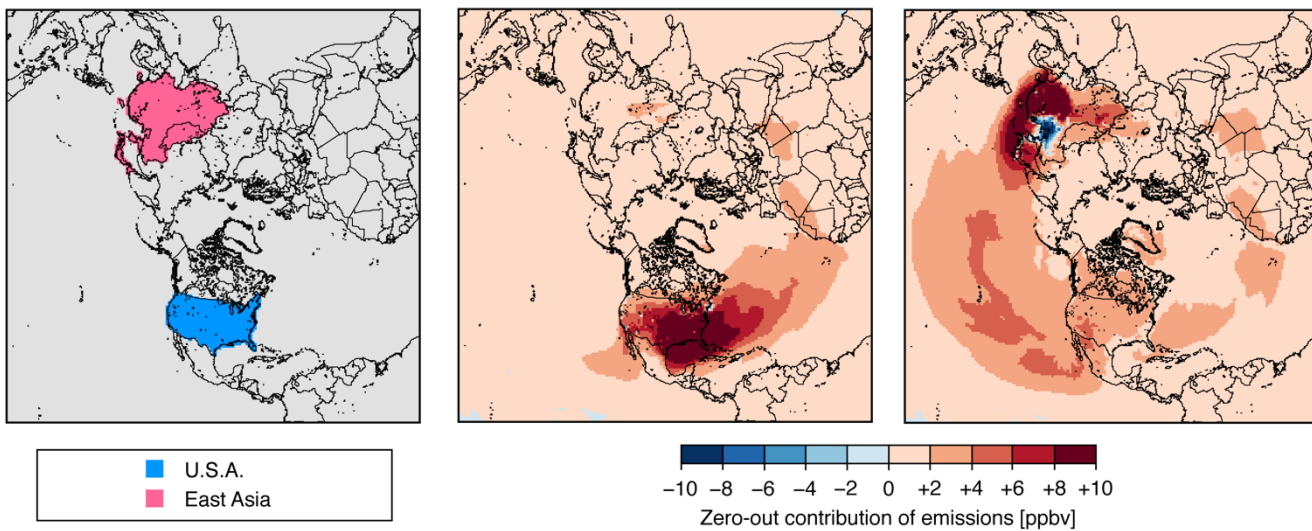 U.S.A.
East Asia
−10 −8 −6 −4 −2 0 +2 +4 +6 +8 +10
Zero-out contribution of emissions [ppbv]